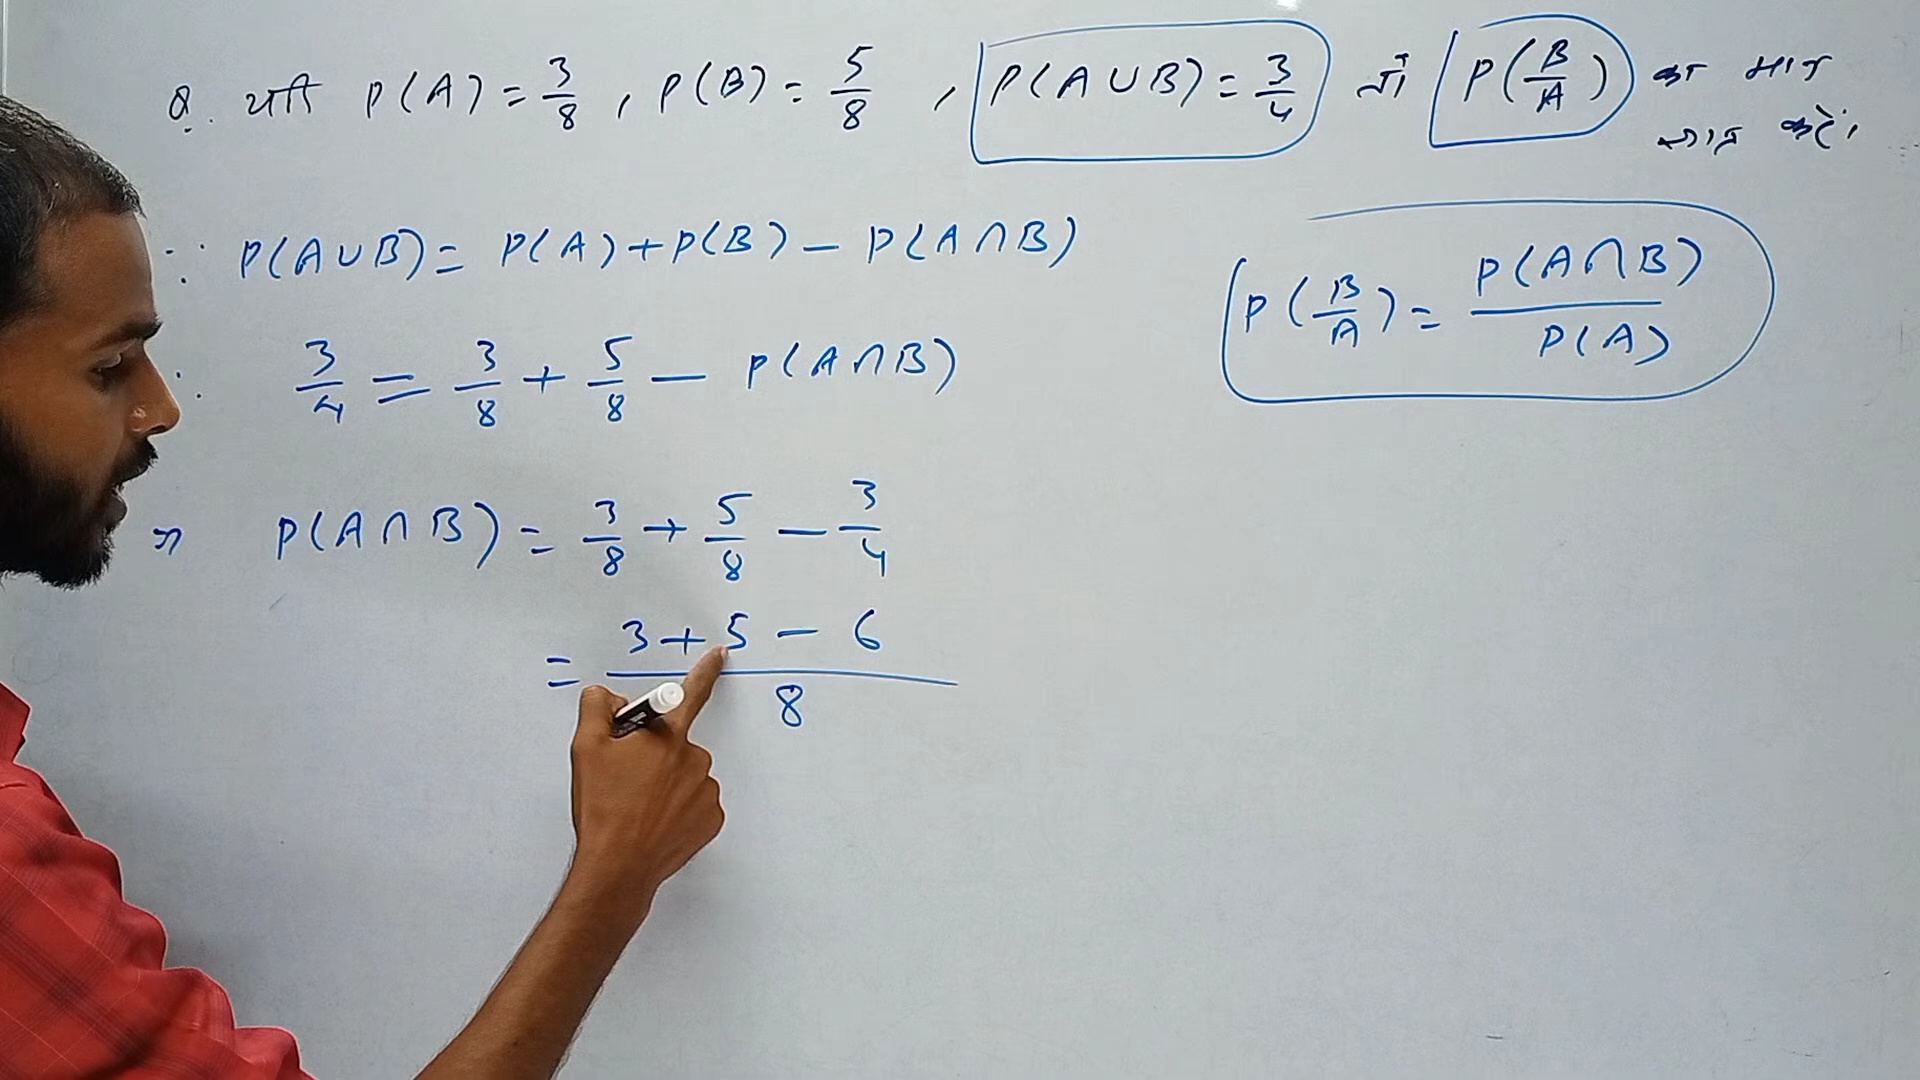 Q. यदि P(A) = 3/8 , P(B) = 5/8 , P(A∪B) = 3/4 तो P(B/A) का मान
ज्ञात करें।
∵ P(A∪B) = P(A) + P(B) − P(A∩B)
P(B/A) = P(A∩B)/P(A)
∴ 3/4 = 3/8 + 5/8 − P(A∩B)
⇒ P(A∩B) = 3/8 + 5/8 − 3/4
= (3 + 5 − 6)/8